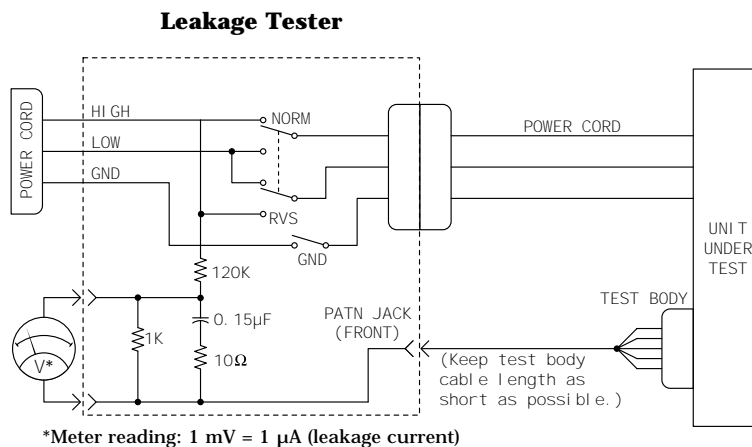 Leakage Tester
POWER CORD
HIGH
LOW
GND
NORM
RVS
GND
120K
0.15µF
1K
10Ω
V*
PATN JACK
(FRONT)
POWER CORD
UNIT
UNDER
TEST
TEST BODY
(Keep test body
cable length as
short as possible.)
*Meter reading: 1 mV = 1 µA (leakage current)